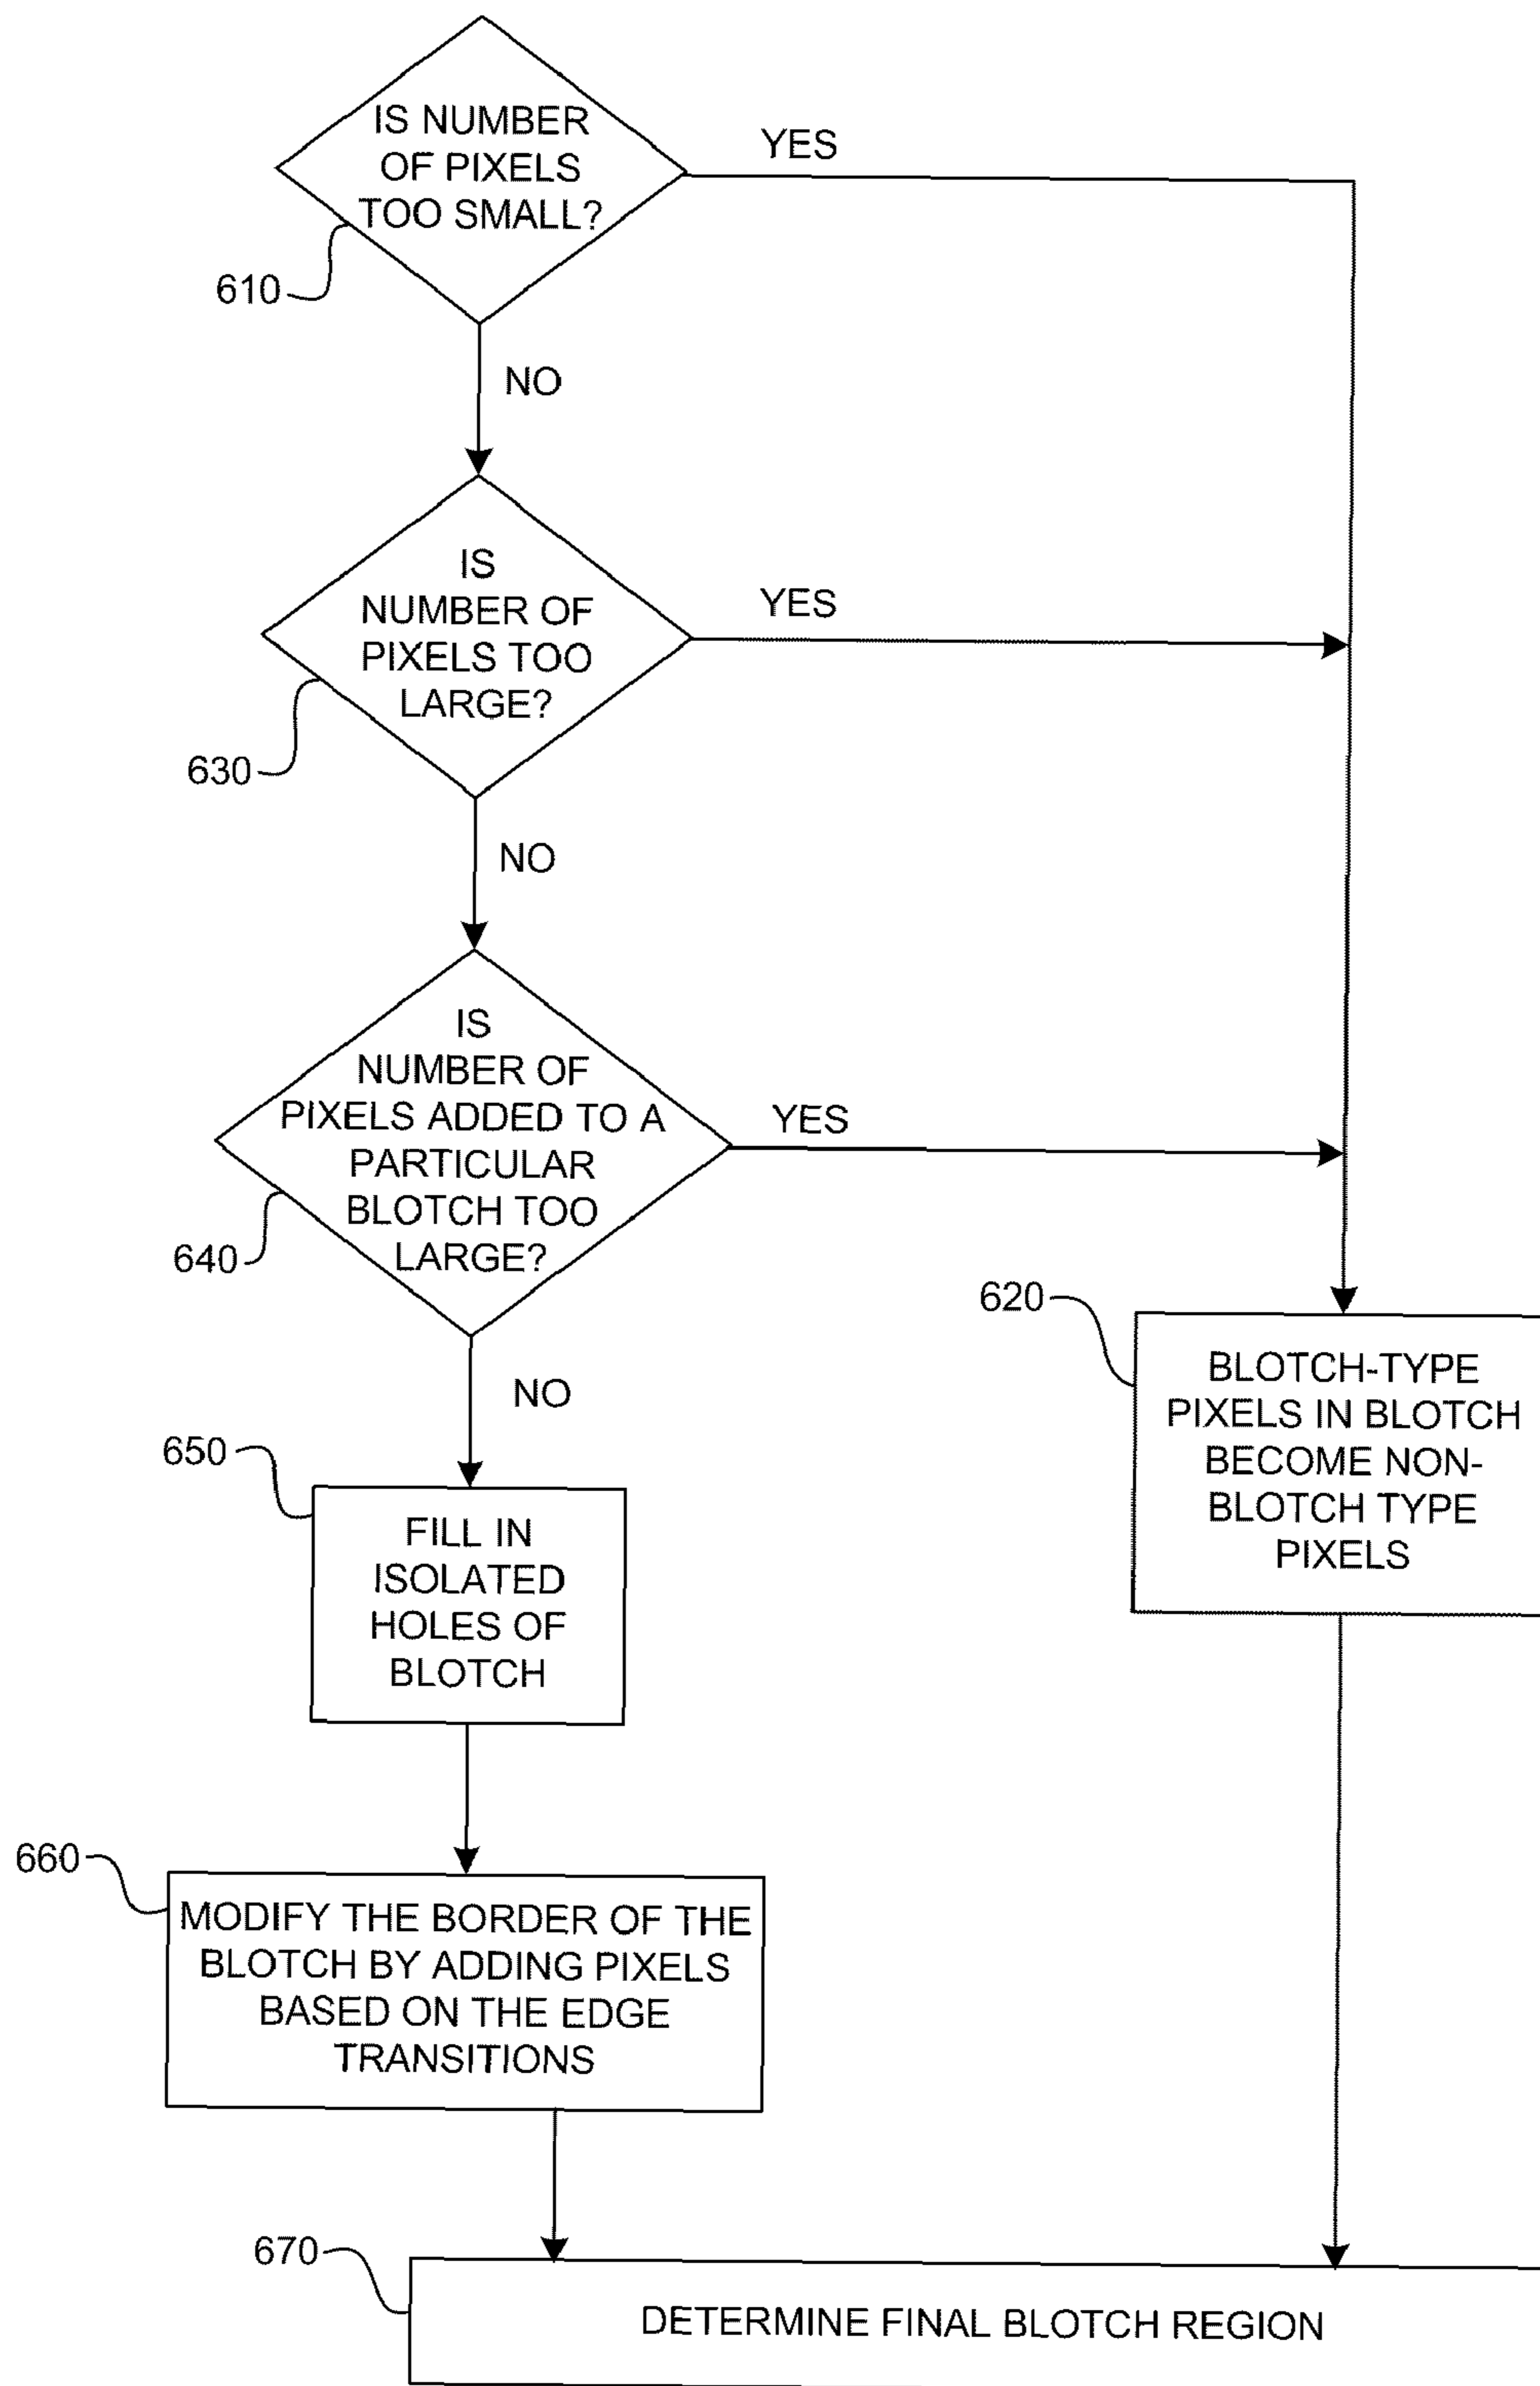 IS NUMBER
OF PIXELS
TOO SMALL?
YES
610
NO
IS
NUMBER OF
PIXELS TOO
LARGE?
YES
630
NO
IS
NUMBER OF
PIXELS ADDED TO A
PARTICULAR
BLOTCH TOO
LARGE?
YES
640
NO
620
BLOTCH-TYPE
PIXELS IN BLOTCH
BECOME NON-
BLOTCH TYPE
PIXELS
650
FILL IN
ISOLATED
HOLES OF
BLOTCH
660
MODIFY THE BORDER OF THE
BLOTCH BY ADDING PIXELS
BASED ON THE EDGE
TRANSITIONS
670
DETERMINE FINAL BLOTCH REGION